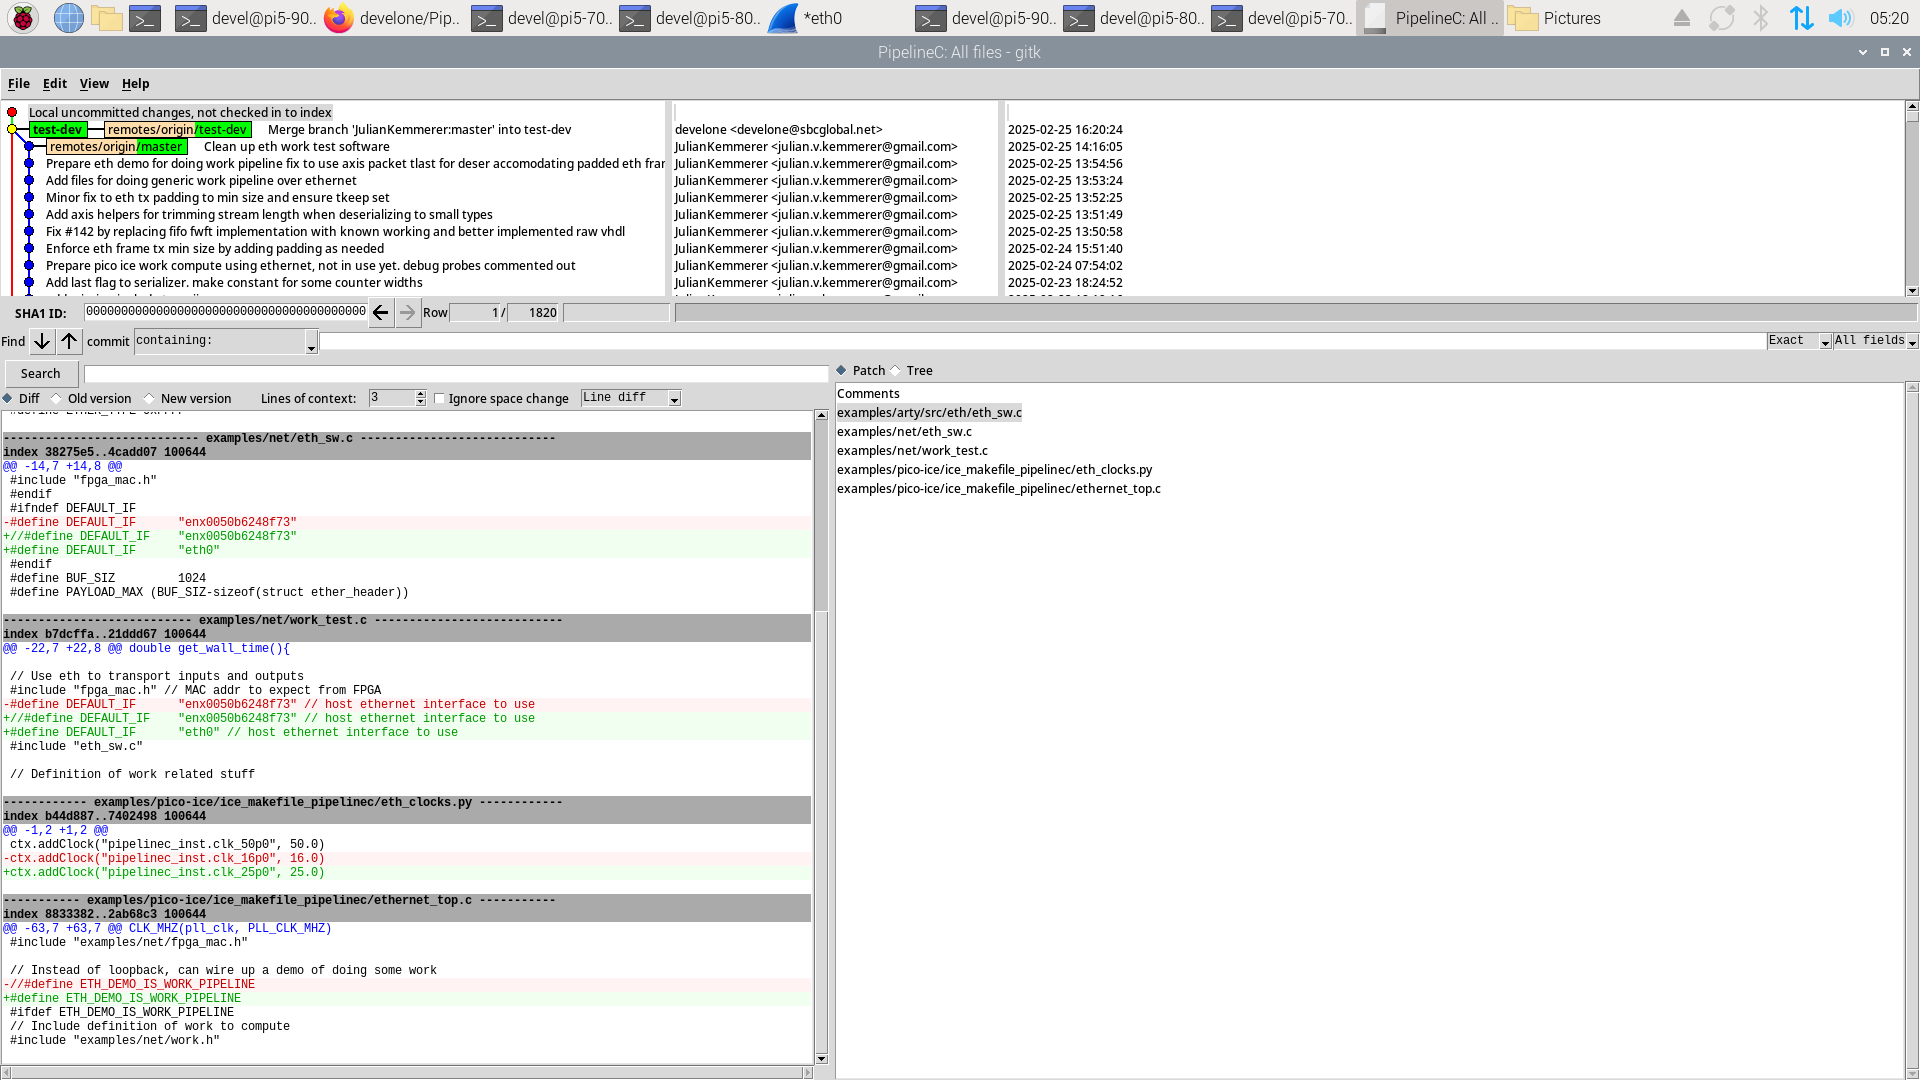 devel@pi5-90..
develone/Pip..
devel@pi5-70..
devel@pi5-80..
*eth0
devel@pi5-90..
devel@pi5-80..
devel@pi5-70..
PipelineC: All ..
Pictures
05:20
PipelineC: All files - gitk
File Edit View Help
Local uncommitted changes, not checked in to index
test-dev remotes/origin/test-dev Merge branch 'JulianKemmerer:master' into test-dev develone <develone@sbcglobal.net> 2025-02-25 16:20:24
remotes/origin/master Clean up eth work test software JulianKemmerer <julian.v.kemmerer@gmail.com> 2025-02-25 14:16:05
Prepare eth demo for doing work pipeline fix to use axis packet tlast for deser accomodating padded eth frar JulianKemmerer <julian.v.kemmerer@gmail.com> 2025-02-25 13:54:56
Add files for doing generic work pipeline over ethernet JulianKemmerer <julian.v.kemmerer@gmail.com> 2025-02-25 13:53:24
Minor fix to eth tx padding to min size and ensure tkeep set JulianKemmerer <julian.v.kemmerer@gmail.com> 2025-02-25 13:52:25
Add axis helpers for trimming stream length when deserializing to small types JulianKemmerer <julian.v.kemmerer@gmail.com> 2025-02-25 13:51:49
Fix #142 by replacing fifo fwft implementation with known working and better implemented raw vhdl JulianKemmerer <julian.v.kemmerer@gmail.com> 2025-02-25 13:50:58
Enforce eth frame tx min size by adding padding as needed JulianKemmerer <julian.v.kemmerer@gmail.com> 2025-02-24 15:51:40
Prepare pico ice work compute using ethernet, not in use yet. debug probes commented out JulianKemmerer <julian.v.kemmerer@gmail.com> 2025-02-24 07:54:02
Add last flag to serializer. make constant for some counter widths JulianKemmerer <julian.v.kemmerer@gmail.com> 2025-02-23 18:24:52
SHA1 ID: 0000000000000000000000000000000000000000 Row 1 / 1820
Find commit containing: Exact All fields
Search
Patch Tree
Diff Old version New version Lines of context: 3 Ignore space change Line diff
---------------------------- examples/net/eth_sw.c ----------------------------
index 38275e5..4cadd07 100644
@@ -14,7 +14,8 @@
#include "fpga_mac.h"
#endif
#ifndef DEFAULT_IF
-#define DEFAULT_IF      "enx0050b6248f73"
+//#define DEFAULT_IF    "enx0050b6248f73"
+#define DEFAULT_IF      "eth0"
#endif
#define BUF_SIZ         1024
#define PAYLOAD_MAX (BUF_SIZ-sizeof(struct ether_header))
--------------------------- examples/net/work_test.c ---------------------------
index b7dcffa..21ddd67 100644
@@ -22,7 +22,8 @@ double get_wall_time(){
// Use eth to transport inputs and outputs
#include "fpga_mac.h" // MAC addr to expect from FPGA
-#define DEFAULT_IF      "enx0050b6248f73" // host ethernet interface to use
+//#define DEFAULT_IF    "enx0050b6248f73" // host ethernet interface to use
+#define DEFAULT_IF      "eth0" // host ethernet interface to use
#include "eth_sw.c"
// Definition of work related stuff
------------ examples/pico-ice/ice_makefile_pipelinec/eth_clocks.py ------------
index b44d887..7402498 100644
@@ -1,2 +1,2 @@
ctx.addClock("pipelinec_inst.clk_50p0", 50.0)
-ctx.addClock("pipelinec_inst.clk_16p0", 16.0)
+ctx.addClock("pipelinec_inst.clk_25p0", 25.0)
----------- examples/pico-ice/ice_makefile_pipelinec/ethernet_top.c -----------
index 8833382..2ab68c3 100644
@@ -63,7 +63,7 @@ CLK_MHZ(pll_clk, PLL_CLK_MHZ)
#include "examples/net/fpga_mac.h"
// Instead of loopback, can wire up a demo of doing some work
-//#define ETH_DEMO_IS_WORK_PIPELINE
+#define ETH_DEMO_IS_WORK_PIPELINE
#ifdef ETH_DEMO_IS_WORK_PIPELINE
// Include definition of work to compute
#include "examples/net/work.h"
Comments
examples/arty/src/eth/eth_sw.c
examples/net/eth_sw.c
examples/net/work_test.c
examples/pico-ice/ice_makefile_pipelinec/eth_clocks.py
examples/pico-ice/ice_makefile_pipelinec/ethernet_top.c